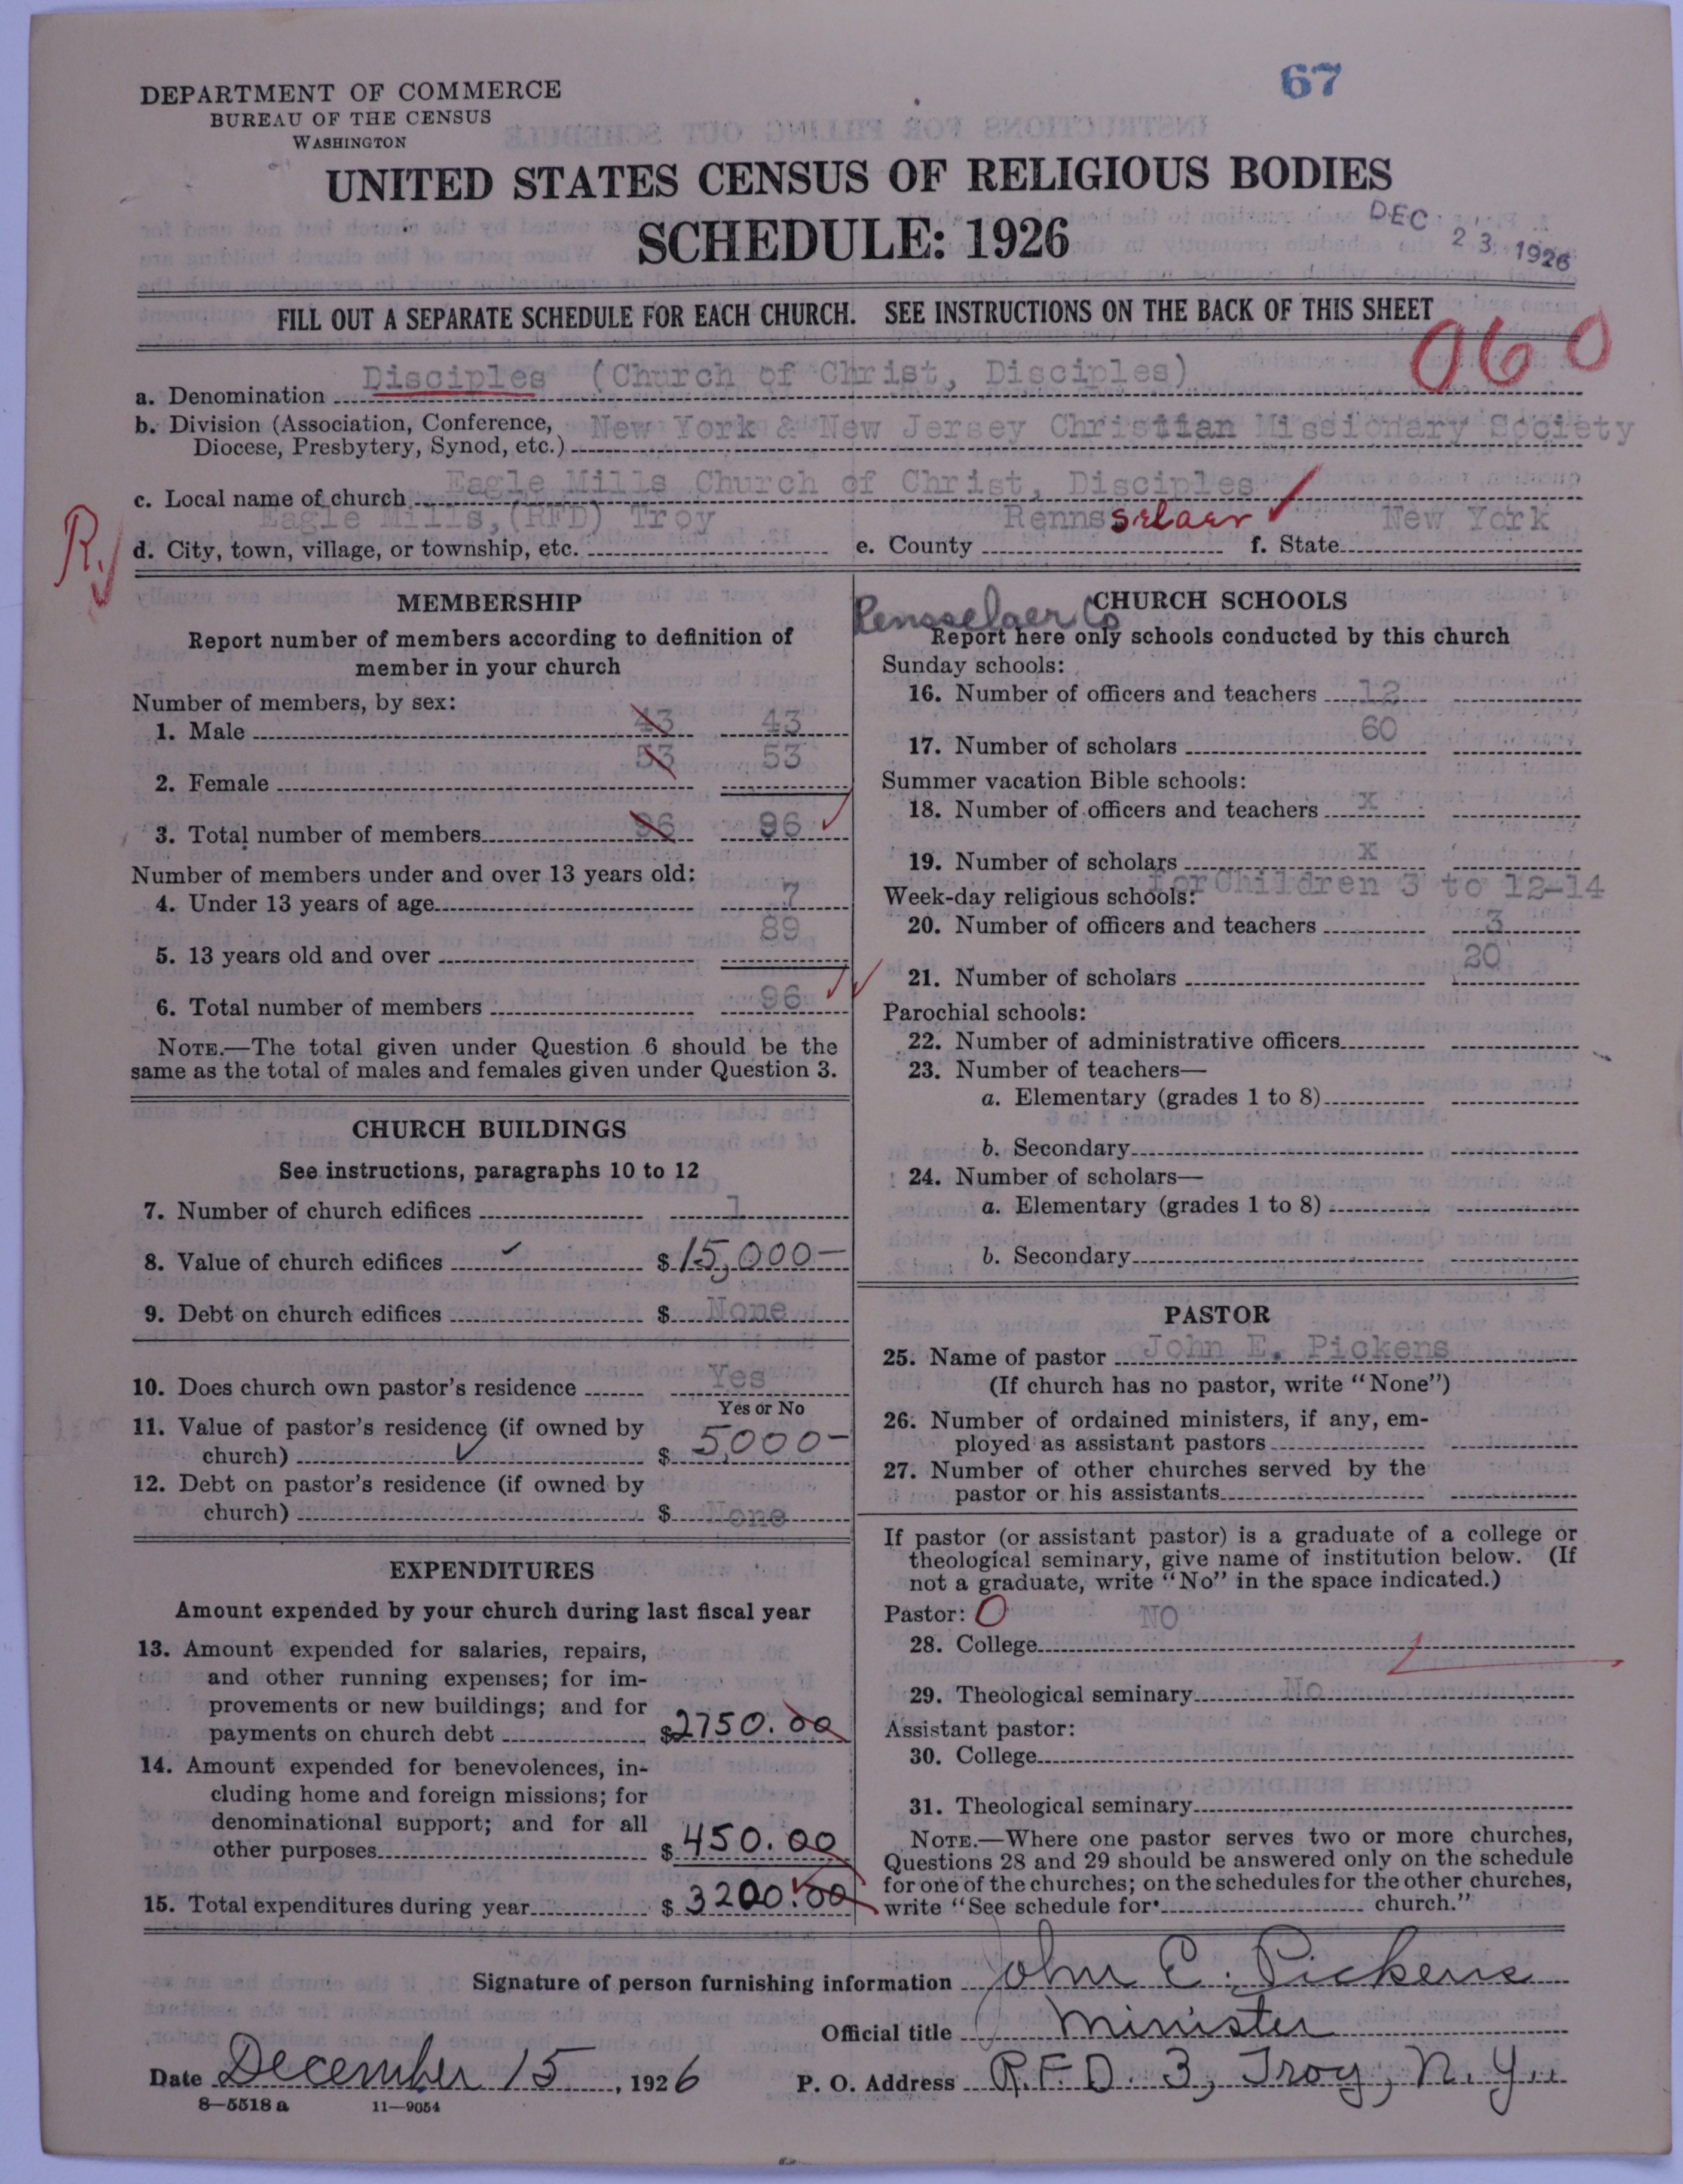 67
DEPARTMENT OF COMMERCE
BUREAU OF THE CENSUS
WASHINGTON
UNITED STATES CENSUS OF RELIGIOUS BODIES
SCHEDULE: 1926
DEC 23 1926
FILL OUT A SEPARATE SCHEDULE FOR EACH CHURCH. SEE INSTRUCTIONS ON THE BACK OF THIS SHEET
060
a. Denomination Disciples (Church of Christ, Disciples)
b. Division (Association, Conference,
Diocese, Presbytery, Synod, etc.) New York & New Jersey Christian Missionary Society
c. Local name of church Eagle Mills Church of Christ, Disciples
R.
d. City, town, village, or township, etc. Eagle Mills, (RFD) Troy e. County Rennsselaer f. State New York
MEMBERSHIP
Report number of members according to definition of
member in your church
Number of members, by sex:
1. Male 43 43
2. Female 53 53
3. Total number of members 96 96
Number of members under and over 13 years old:
4. Under 13 years of age 7
5. 13 years old and over 89
6. Total number of members 96
NOTE.—The total given under Question 6 should be the
same as the total of males and females given under Question 3.
CHURCH BUILDINGS
See instructions, paragraphs 10 to 12
7. Number of church edifices 1
8. Value of church edifices $15,000—
9. Debt on church edifices $ None
10. Does church own pastor's residence Yes
Yes or No
11. Value of pastor's residence (if owned by
church) $ 5000—
12. Debt on pastor's residence (if owned by
church) $ None
EXPENDITURES
Amount expended by your church during last fiscal year
13. Amount expended for salaries, repairs,
and other running expenses; for im-
provements or new buildings; and for
payments on church debt $2750.00
14. Amount expended for benevolences, in-
cluding home and foreign missions; for
denominational support; and for all
other purposes $ 450.00
15. Total expenditures during year $ 3200.00
Rensselaer Co
CHURCH SCHOOLS
Report here only schools conducted by this church
Sunday schools:
16. Number of officers and teachers 12
17. Number of scholars 60
Summer vacation Bible schools:
18. Number of officers and teachers x
19. Number of scholars x
Week-day religious schools: For Children 3 to 12-14
20. Number of officers and teachers 3
21. Number of scholars 20
Parochial schools:
22. Number of administrative officers
23. Number of teachers—
a. Elementary (grades 1 to 8)
b. Secondary
24. Number of scholars—
a. Elementary (grades 1 to 8)
b. Secondary
PASTOR
25. Name of pastor John E. Pickens
(If church has no pastor, write "None")
26. Number of ordained ministers, if any, em-
ployed as assistant pastors
27. Number of other churches served by the
pastor or his assistants
If pastor (or assistant pastor) is a graduate of a college or
theological seminary, give name of institution below. (If
not a graduate, write "No" in the space indicated.)
Pastor: O
28. College NO
29. Theological seminary No
Assistant pastor:
30. College
31. Theological seminary
NOTE.—Where one pastor serves two or more churches,
Questions 28 and 29 should be answered only on the schedule
for one of the churches; on the schedules for the other churches,
write "See schedule for church."
Signature of person furnishing information John E. Pickens
Official title Minister
Date December 15, 1926 P. O. Address R.F.D. 3, Troy, N.Y.
8—5518 a 11—9054